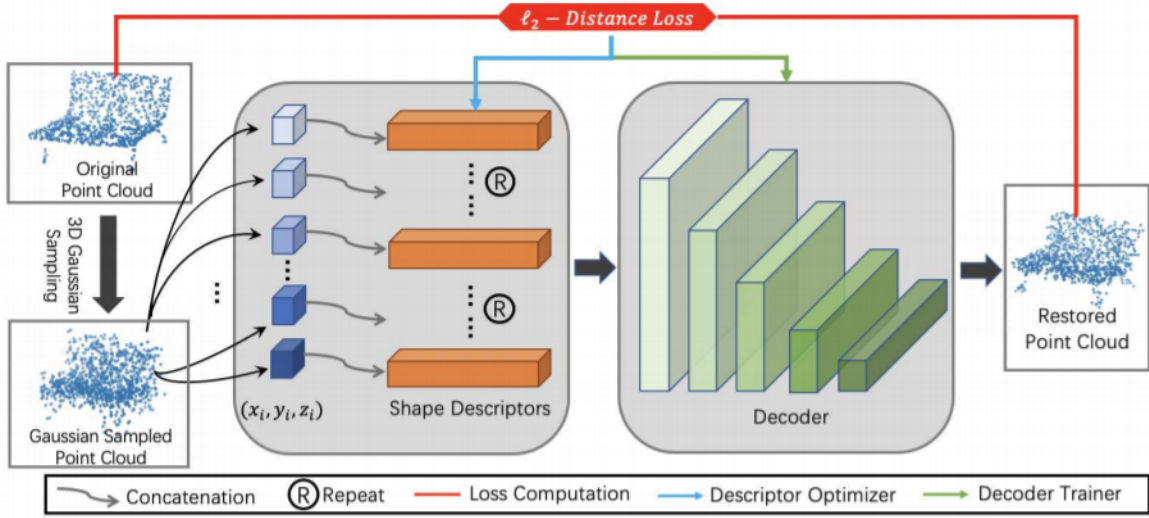 ℓ₂ − Distance Loss
Original
Point Cloud
3D Gaussian
Sampling
Gaussian Sampled
Point Cloud
...
(xᵢ, yᵢ, zᵢ)
Ⓡ
Ⓡ
Shape Descriptors
Decoder
Restored
Point Cloud
Concatenation
Ⓡ Repeat
Loss Computation
Descriptor Optimizer
Decoder Trainer